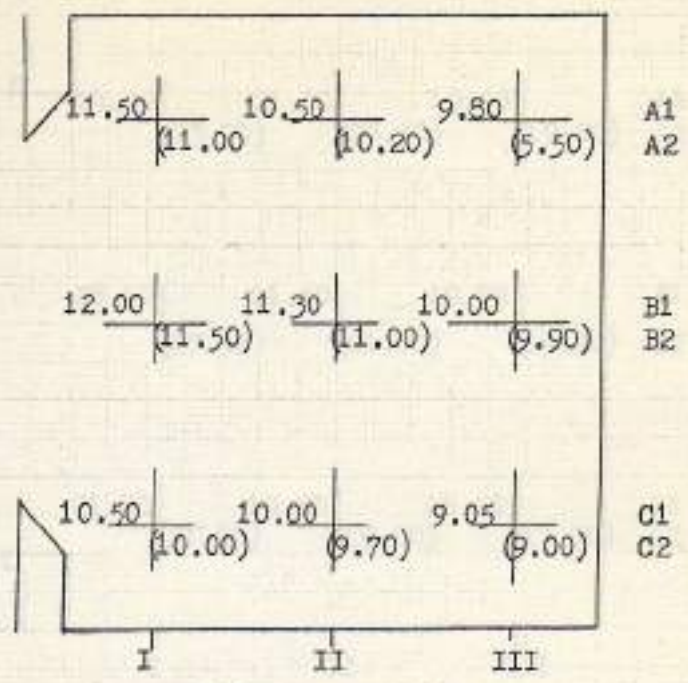 11.50 10.50 9.80 A1
(11.00 (10.20) (5.50) A2
12.00 11.30 10.00 B1
(11.50) (11.00) (9.90) B2
10.50 10.00 9.05 C1
(10.00) (9.70) (9.00) C2
I II III